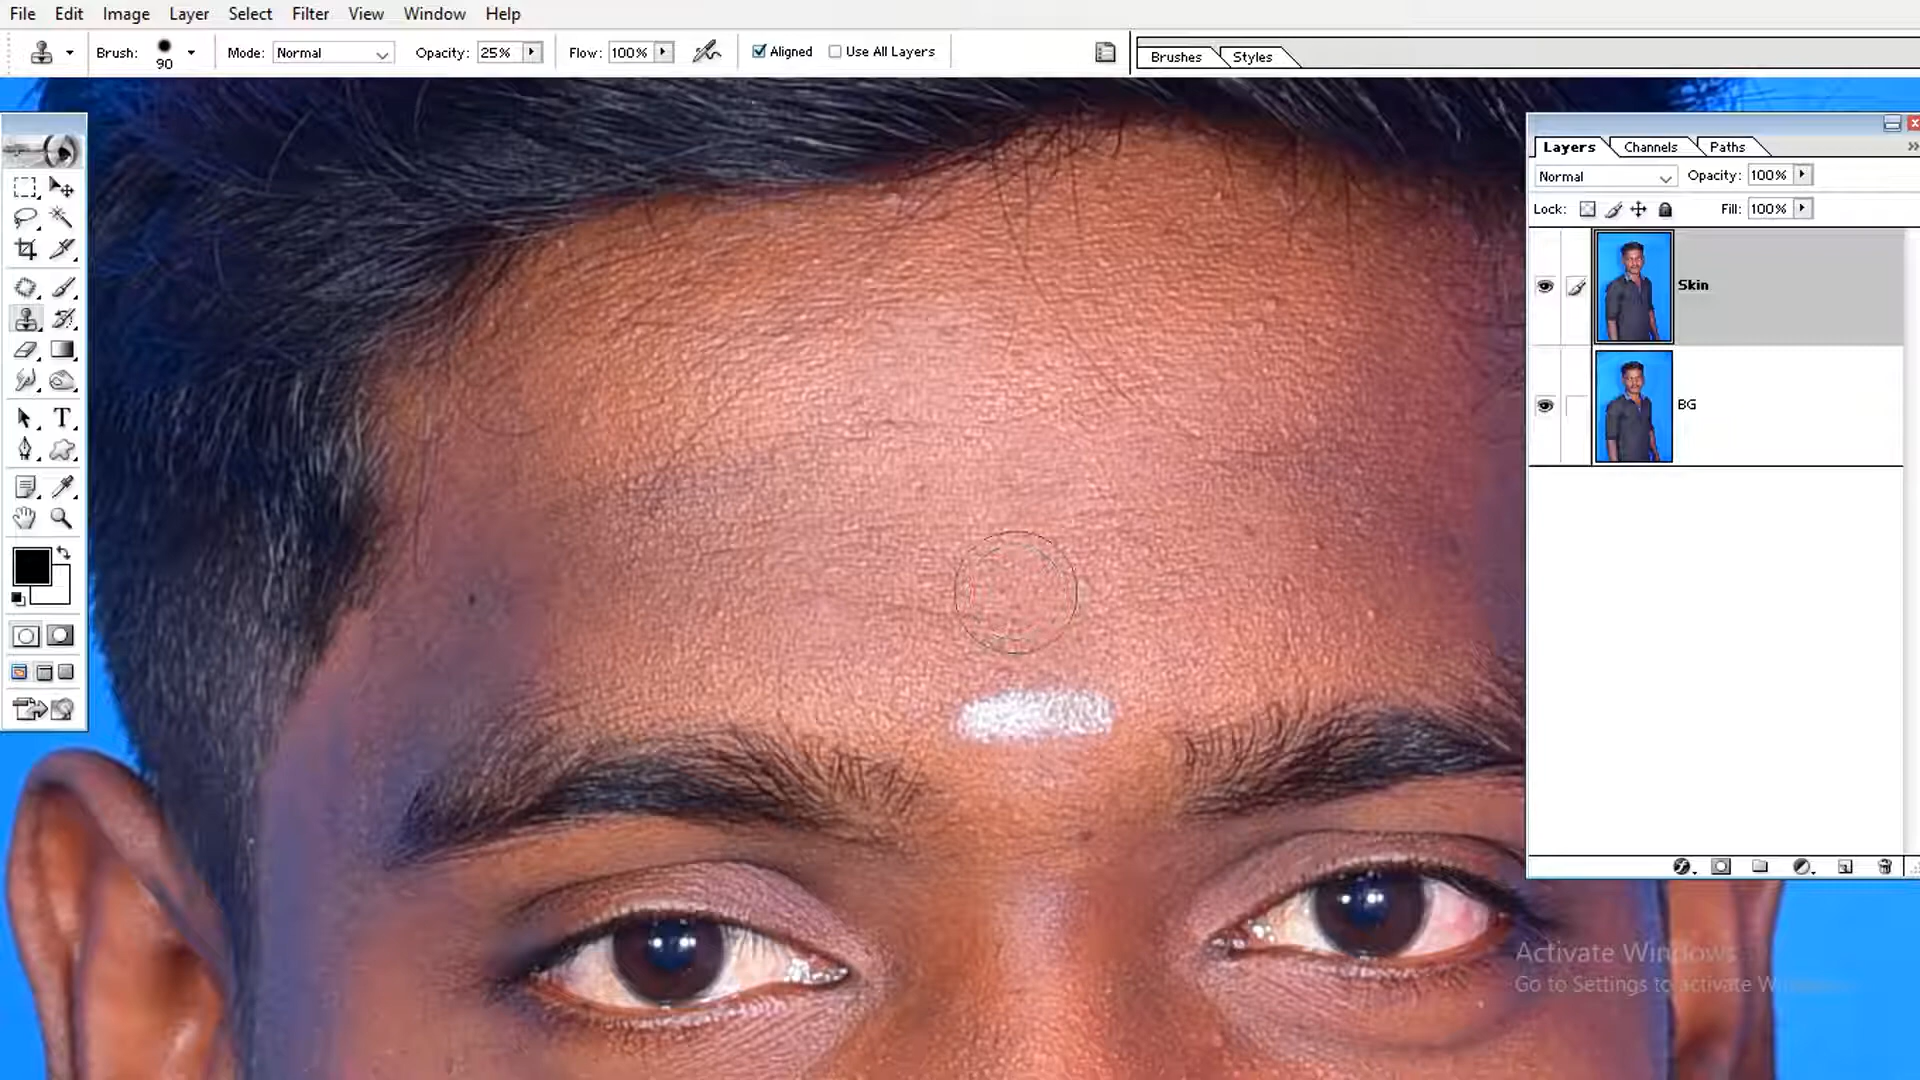 File Edit Image Layer Select Filter View Window Help
Brush: 90 Mode: Normal Opacity: 25% Flow: 100% Aligned Use All Layers Brushes Styles
Layers Channels Paths
Normal Opacity: 100%
Lock: Fill: 100%
Skin
BG
T
Activate Windows
Go to Settings to activate